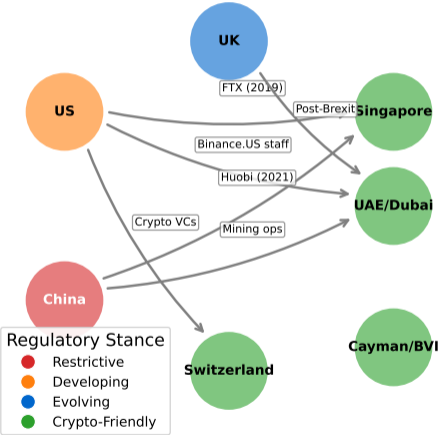 UK
FTX (2019)
US
Post-Brexit
Singapore
Binance.US staff
Huobi (2021)
UAE/Dubai
Crypto VCs
Mining ops
China
Cayman/BVI
Switzerland
Regulatory Stance
Restrictive
Developing
Evolving
Crypto-Friendly